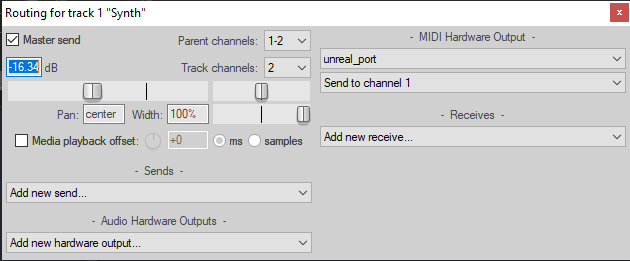 Routing for track 1 "Synth"
Master send
Parent channels: 1-2
-16.34 dB
Track channels: 2
Pan: center Width: 100%
Media playback offset: +0 ms samples
- Sends -
Add new send...
- Audio Hardware Outputs -
Add new hardware output...
- MIDI Hardware Output -
unreal_port
Send to channel 1
- Receives -
Add new receive...